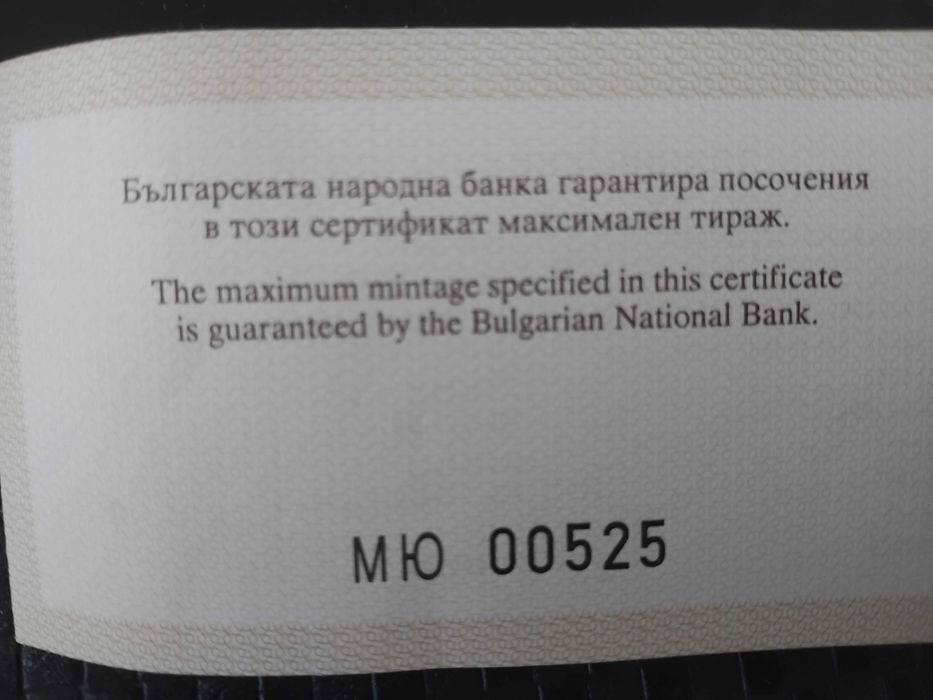 Българската народна банка гарантира посочения
в този сертификат максимален тираж.
The maximum mintage specified in this certificate
is guaranteed by the Bulgarian National Bank.
МЮ 00525